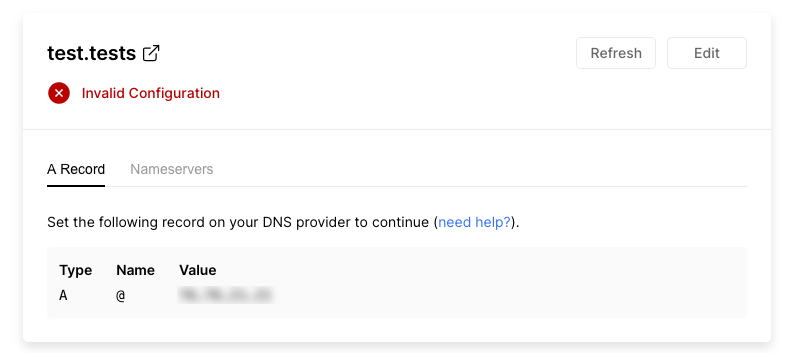 test.tests
Refresh
Edit
Invalid Configuration
A Record
Nameservers
Set the following record on your DNS provider to continue (need help?).
Type Name Value
A @